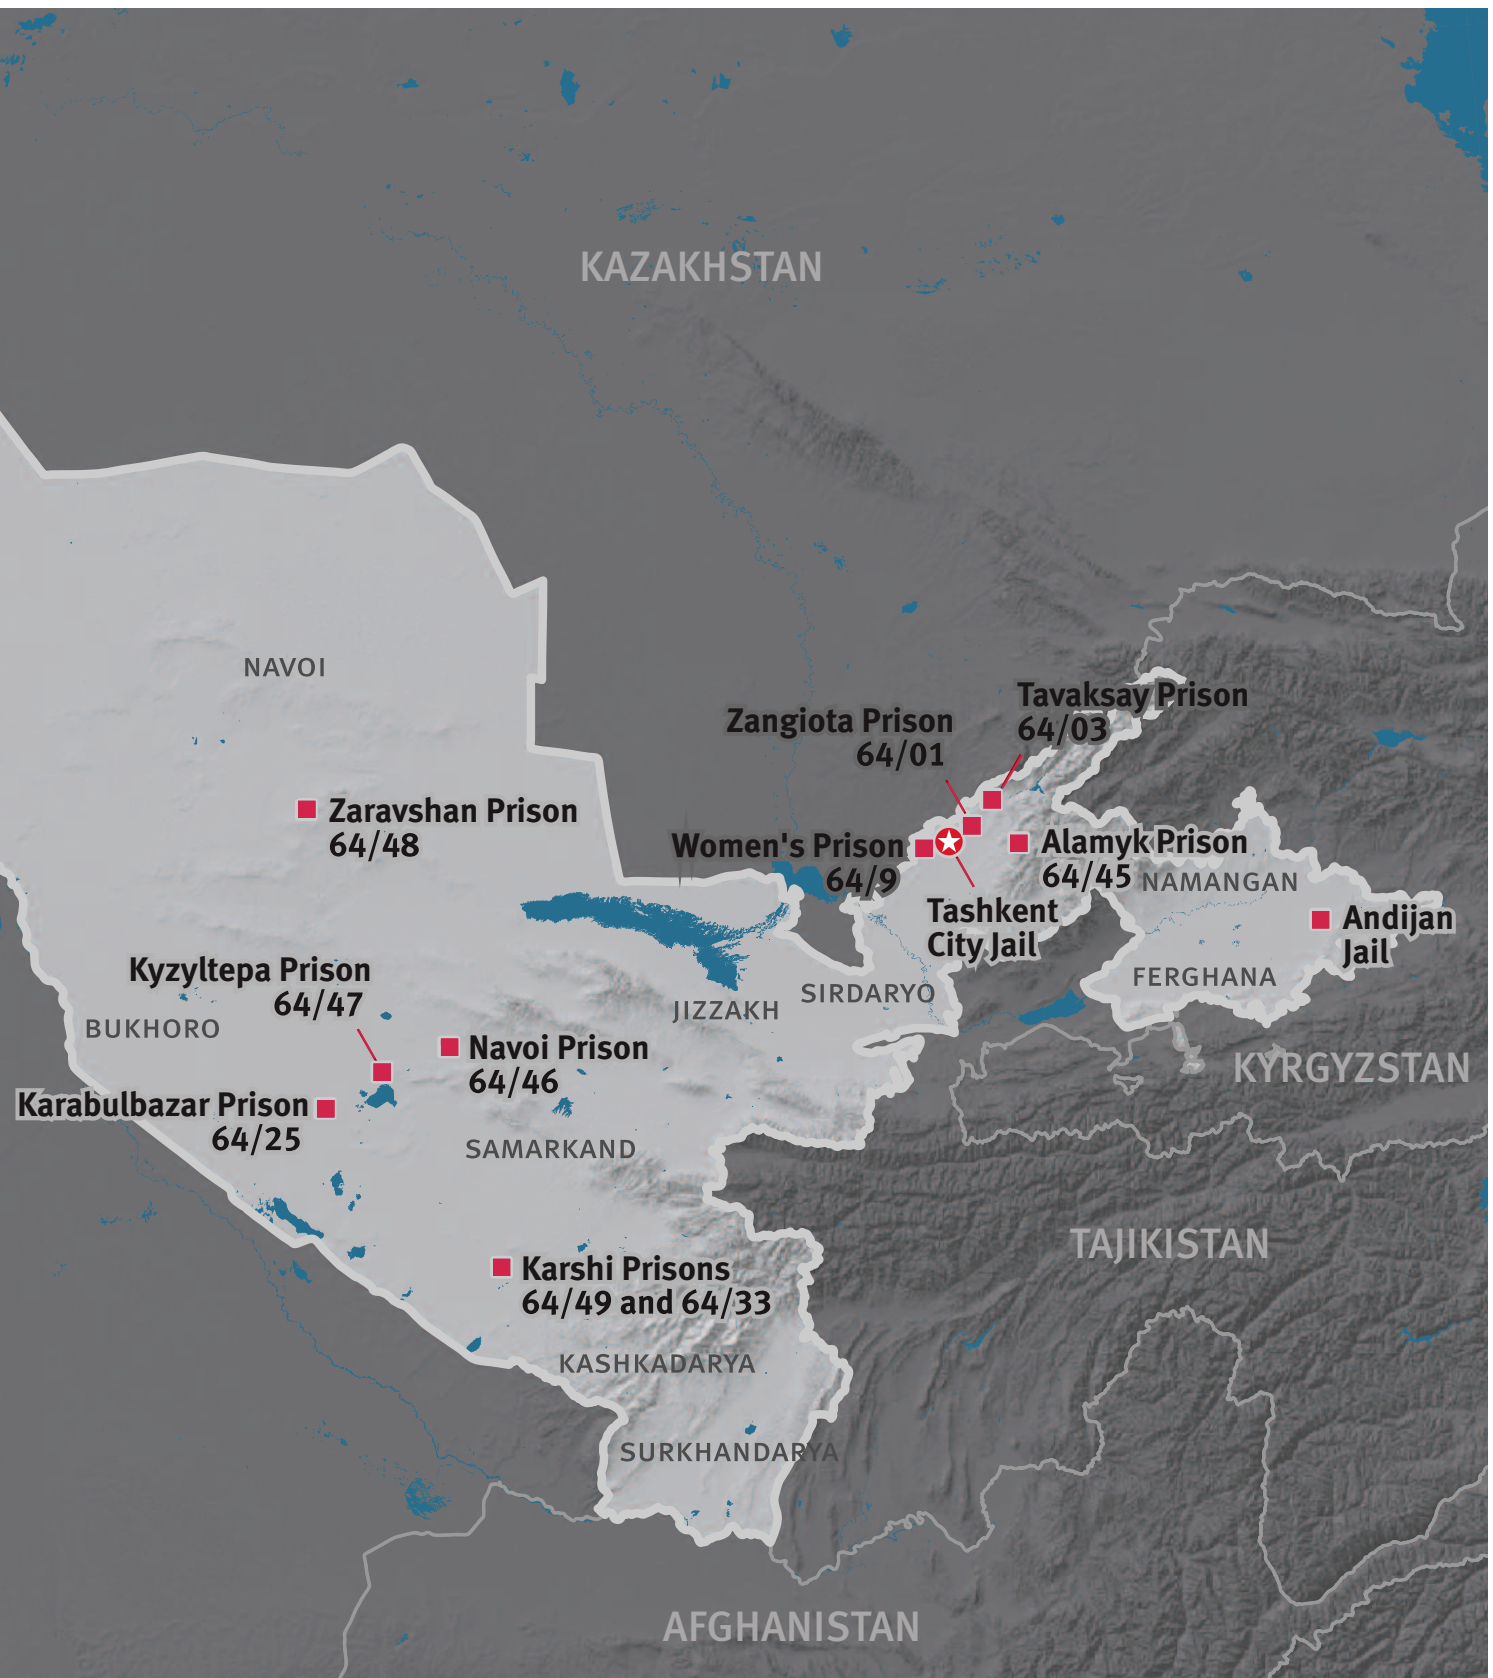 KAZAKHSTAN
NAVOI
Tavaksay Prison
64/03
Zangiota Prison
64/01
Zaravshan Prison
64/48
Women's Prison
64/9
Alamyk Prison
64/45
NAMANGAN
Tashkent
City Jail
Andijan
Jail
FERGHANA
Kyzyltepa Prison
64/47
SIRDARYO
JIZZAKH
BUKHORO
Navoi Prison
64/46
KYRGYZSTAN
Karabulbazar Prison
64/25
SAMARKAND
TAJIKISTAN
Karshi Prisons
64/49 and 64/33
KASHKADARYA
SURKHANDARYA
AFGHANISTAN